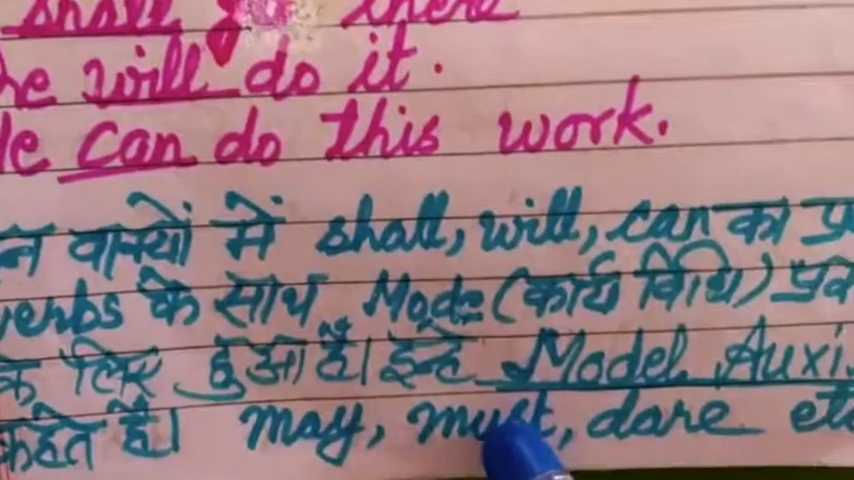 shall go there
he will do it.
He can do this work.
इन वाक्यों में shall, will, can का
verbs के साथ Mode (कार्य विधि)
के लिए हुआ है। इन्हे Model Auxi
कहते है। may, must, dare etc